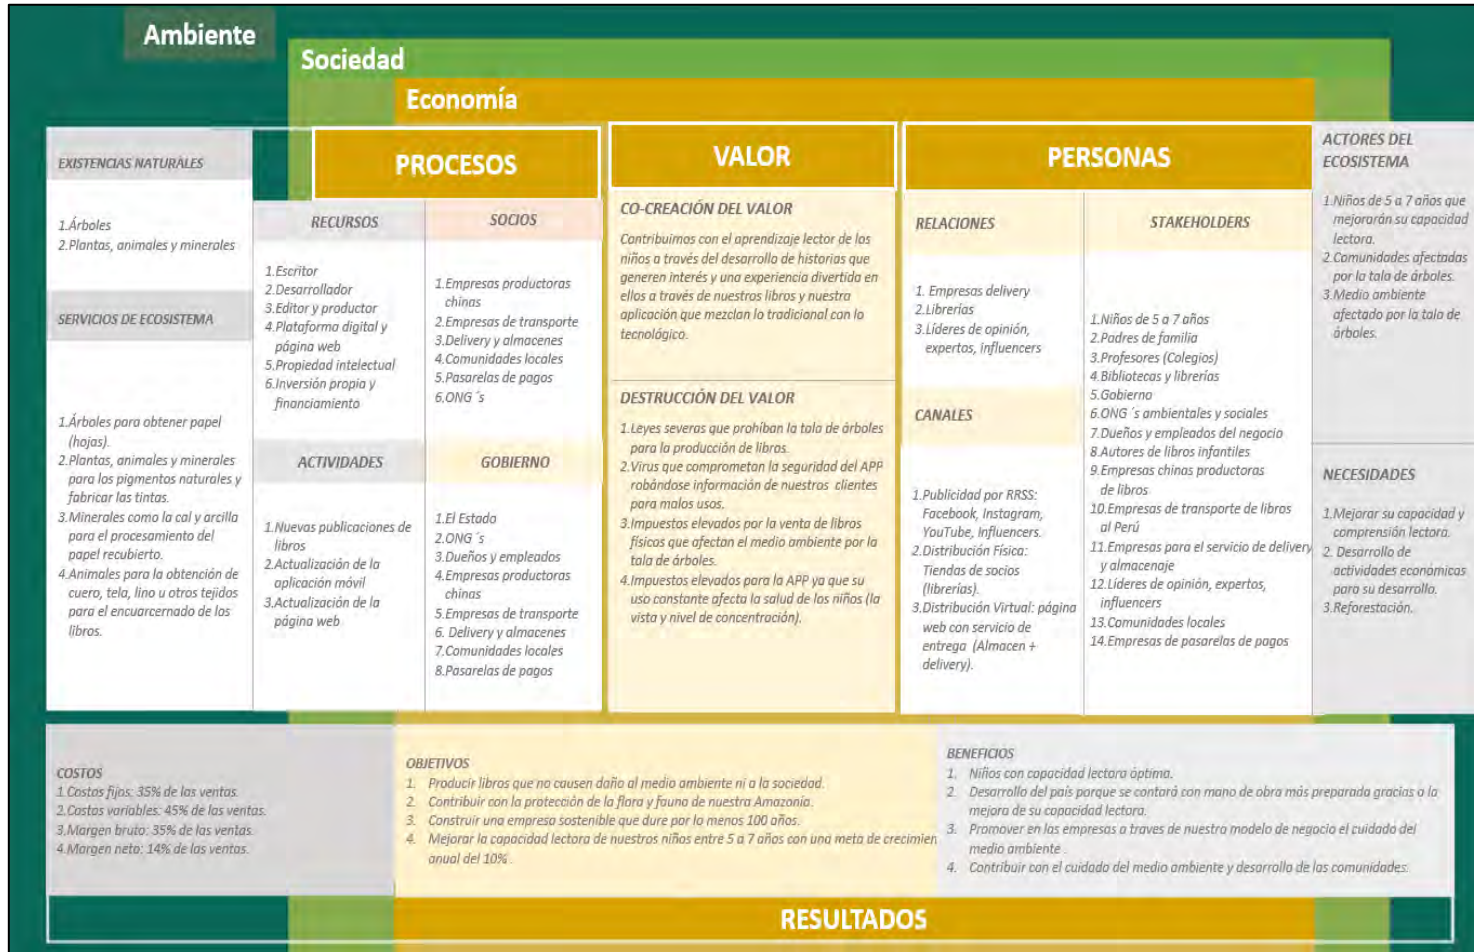 Ambiente
Sociedad
Economía
EXISTENCIAS NATURALES
1.Árboles
2.Plantas, animales y minerales
SERVICIOS DE ECOSISTEMA
1.Árboles para obtener papel
(hojas).
2.Plantas, animales y minerales
para los pigmentos naturales y
fabricar las tintas.
3.Minerales como la cal y arcilla
para el procesamiento del
papel recubierto.
4.Animales para la obtención de
cuero, tela, lino u otros tejidos
para el encuarcernado de los
libros.
PROCESOS
RECURSOS
1.Escritor
2.Desarrollador
3.Editor y productor
4.Plataforma digital y
página web
5.Propiedad intelectual
6.Inversión propia y
financiamiento
ACTIVIDADES
1.Nuevas publicaciones de
libros
2.Actualización de la
aplicación móvil
3.Actualización de la
página web
SOCIOS
1.Empresas productoras
chinas
2.Empresas de transporte
3.Delivery y almacenes
4.Comunidades locales
5.Pasarelas de pagos
6.ONG ´s
GOBIERNO
1.El Estado
2.ONG ´s
3.Dueños y empleados
4.Empresas productoras
chinas
5.Empresas de transporte
6. Delivery y almacenes
7.Comunidades locales
8.Pasarelas de pagos
VALOR
CO-CREACIÓN DEL VALOR
Contribuimos con el aprendizaje lector de los
niños a través del desarrollo de historias que
generen interés y una experiencia divertida en
ellos a través de nuestros libros y nuestra
aplicación que mezclan lo tradicional con lo
tecnológico.
DESTRUCCIÓN DEL VALOR
1.Leyes severas que prohíban la tala de árboles
para la producción de libros.
2.Virus que comprometan la seguridad del APP
robándose información de nuestros clientes
para malos usos.
3.Impuestos elevados por la venta de libros
físicos que afectan el medio ambiente por la
tala de árboles.
4.Impuestos elevados para la APP ya que su
uso constante afecta la salud de los niños (la
vista y nivel de concentración).
PERSONAS
RELACIONES
1. Empresas delivery
2.Librerías
3.Líderes de opinión,
expertos, influencers
CANALES
1.Publicidad por RRSS:
Facebook, Instagram,
YouTube, Influencers.
2.Distribución Física:
Tiendas de socios
(librerías).
3.Distribución Virtual: página
web con servicio de
entrega (Almacen +
delivery).
STAKEHOLDERS
1.Niños de 5 a 7 años
2.Padres de familia
3.Profesores (Colegios)
4.Bibliotecas y librerías
5.Gobierno
6.ONG ´s ambientales y sociales
7.Dueños y empleados del negocio
8.Autores de libros infantiles
9.Empresas chinas productoras
de libros
10.Empresas de transporte de libros
al Perú
11.Empresas para el servicio de delivery
y almacenaje
12.Líderes de opinión, expertos,
influencers
13.Comunidades locales
14.Empresas de pasarelas de pagos
ACTORES DEL
ECOSISTEMA
1.Niños de 5 a 7 años que
mejorarán su capacidad
lectora.
2.Comunidades afectadas
por la tala de árboles.
3.Medio ambiente
afectado por la tala de
árboles.
NECESIDADES
1.Mejorar su capacidad y
comprensión lectora.
2. Desarrollo de
actividades económicas
para su desarrollo.
3.Reforestación.
COSTOS
1.Costos fijos: 35% de las ventas.
2.Costos variables: 45% de las ventas.
3.Margen bruto: 35% de las ventas.
4.Margen neto: 14% de las ventas.
OBJETIVOS
1. Producir libros que no causen daño al medio ambiente ni a la sociedad.
2. Contribuir con la protección de la flora y fauna de nuestra Amazonía.
3. Construir una empresa sostenible que dure por lo menos 100 años.
4. Mejorar la capacidad lectora de nuestros niños entre 5 a 7 años con una meta de crecimien
anual del 10% .
BENEFICIOS
1. Niños con capacidad lectora óptima.
2. Desarrollo del país porque se contará con mano de obra más preparada gracias a la
mejora de su capacidad lectora.
3. Promover en las empresas a traves de nuestro modelo de negocio el cuidado del
medio ambiente .
4. Contribuir con el cuidado del medio ambiente y desarrollo de las comunidades.
RESULTADOS